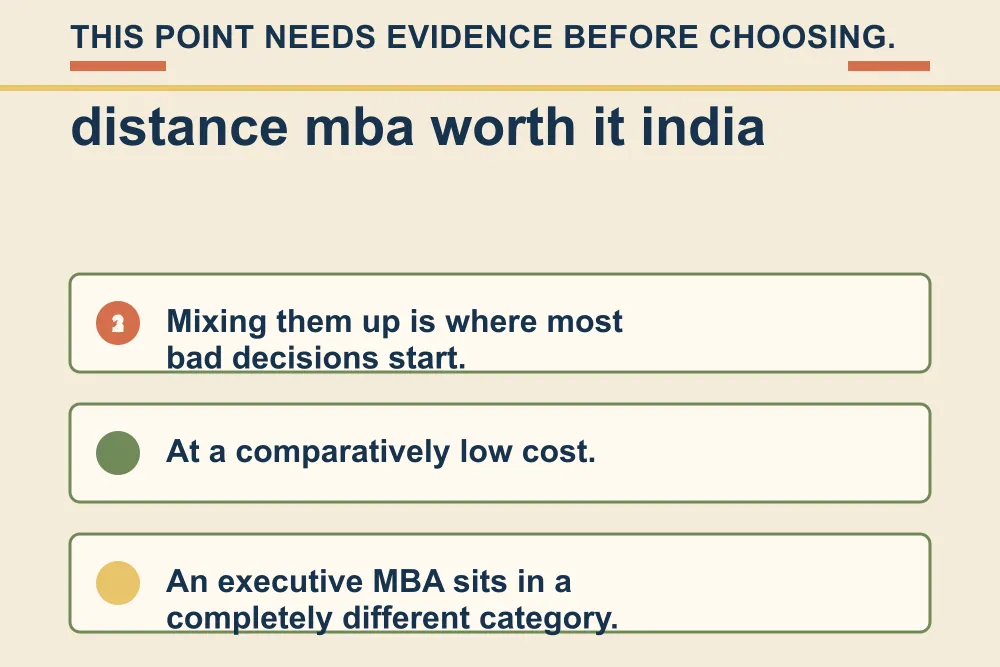 THIS POINT NEEDS EVIDENCE BEFORE CHOOSING.
distance mba worth it india
Mixing them up is where most
bad decisions start.
At a comparatively low cost.
An executive MBA sits in a
completely different category.